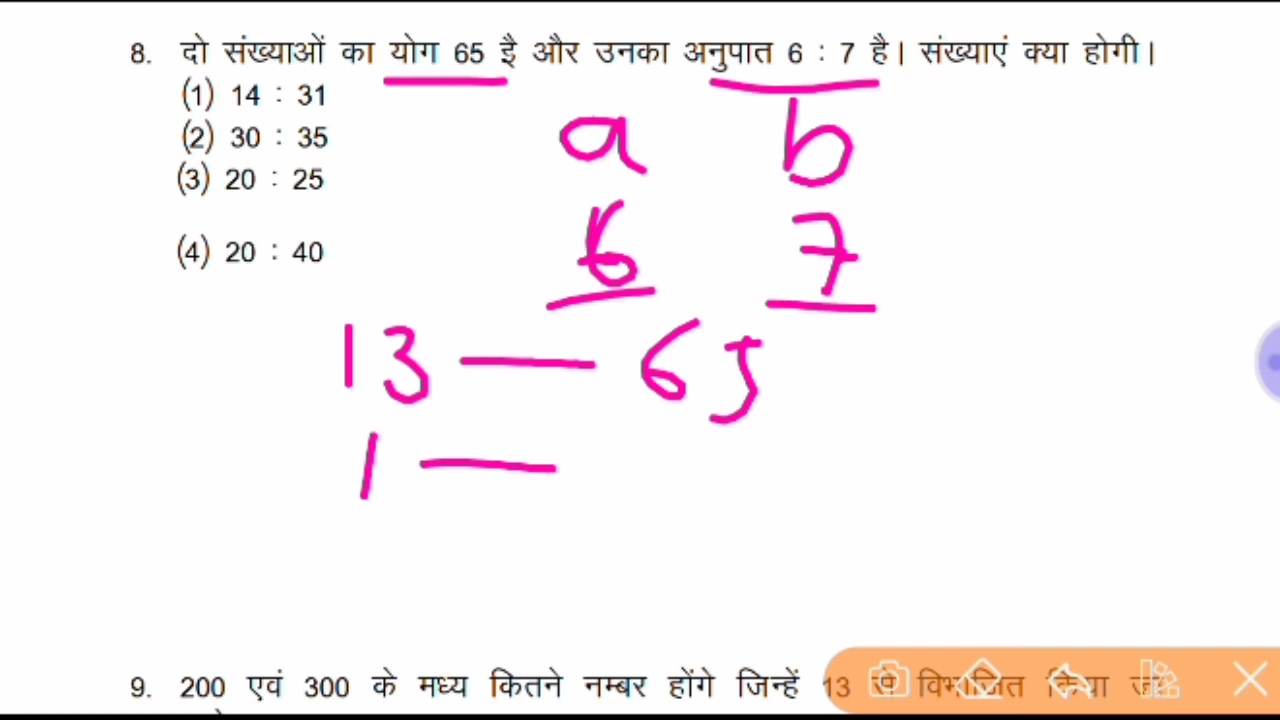 8. दो संख्याओं का योग 65 इै और उनका अनुपात 6 : 7 है। संख्याएं क्या होगी।
(1) 14 : 31
(2) 30 : 35
(3) 20 : 25
(4) 20 : 40
a b
6 7
13 — 65
1 —
9. 200 एवं 300 के मध्य कितने नम्बर होंगे जिन्हें 13 से विभाजित किया जा